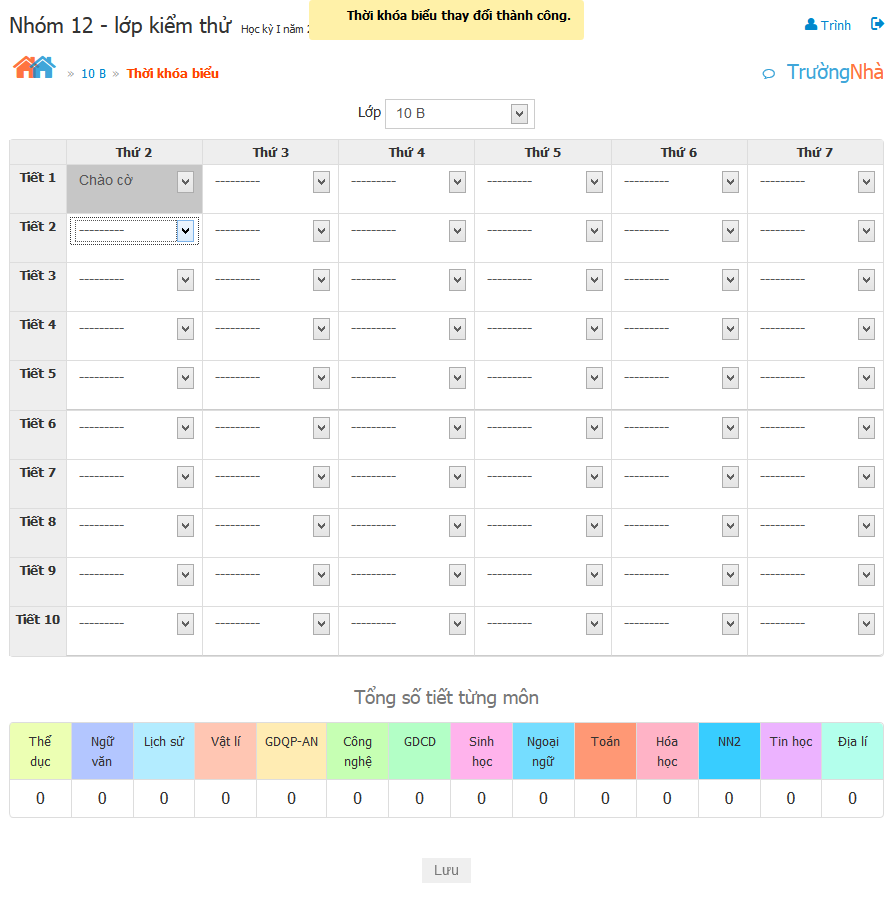 Thời khóa biểu thay đổi thành công.
Nhóm 12 - lớp kiểm thử Học kỳ I năm Trình
» 10 B » Thời khóa biểu TrườngNhà
Lớp 10 B
Thứ 2 Thứ 3 Thứ 4 Thứ 5 Thứ 6 Thứ 7
Tiết 1 Chào cờ --------- --------- --------- --------- ---------
Tiết 2 --------- --------- --------- --------- --------- ---------
Tiết 3 --------- --------- --------- --------- --------- ---------
Tiết 4 --------- --------- --------- --------- --------- ---------
Tiết 5 --------- --------- --------- --------- --------- ---------
Tiết 6 --------- --------- --------- --------- --------- ---------
Tiết 7 --------- --------- --------- --------- --------- ---------
Tiết 8 --------- --------- --------- --------- --------- ---------
Tiết 9 --------- --------- --------- --------- --------- ---------
Tiết 10 --------- --------- --------- --------- --------- ---------
Tổng số tiết từng môn
Thể dục Ngữ văn Lịch sử Vật lí GDQP-AN Công nghệ GDCD Sinh học Ngoại ngữ Toán Hóa học NN2 Tin học Địa lí
0 0 0 0 0 0 0 0 0 0 0 0 0 0
Lưu